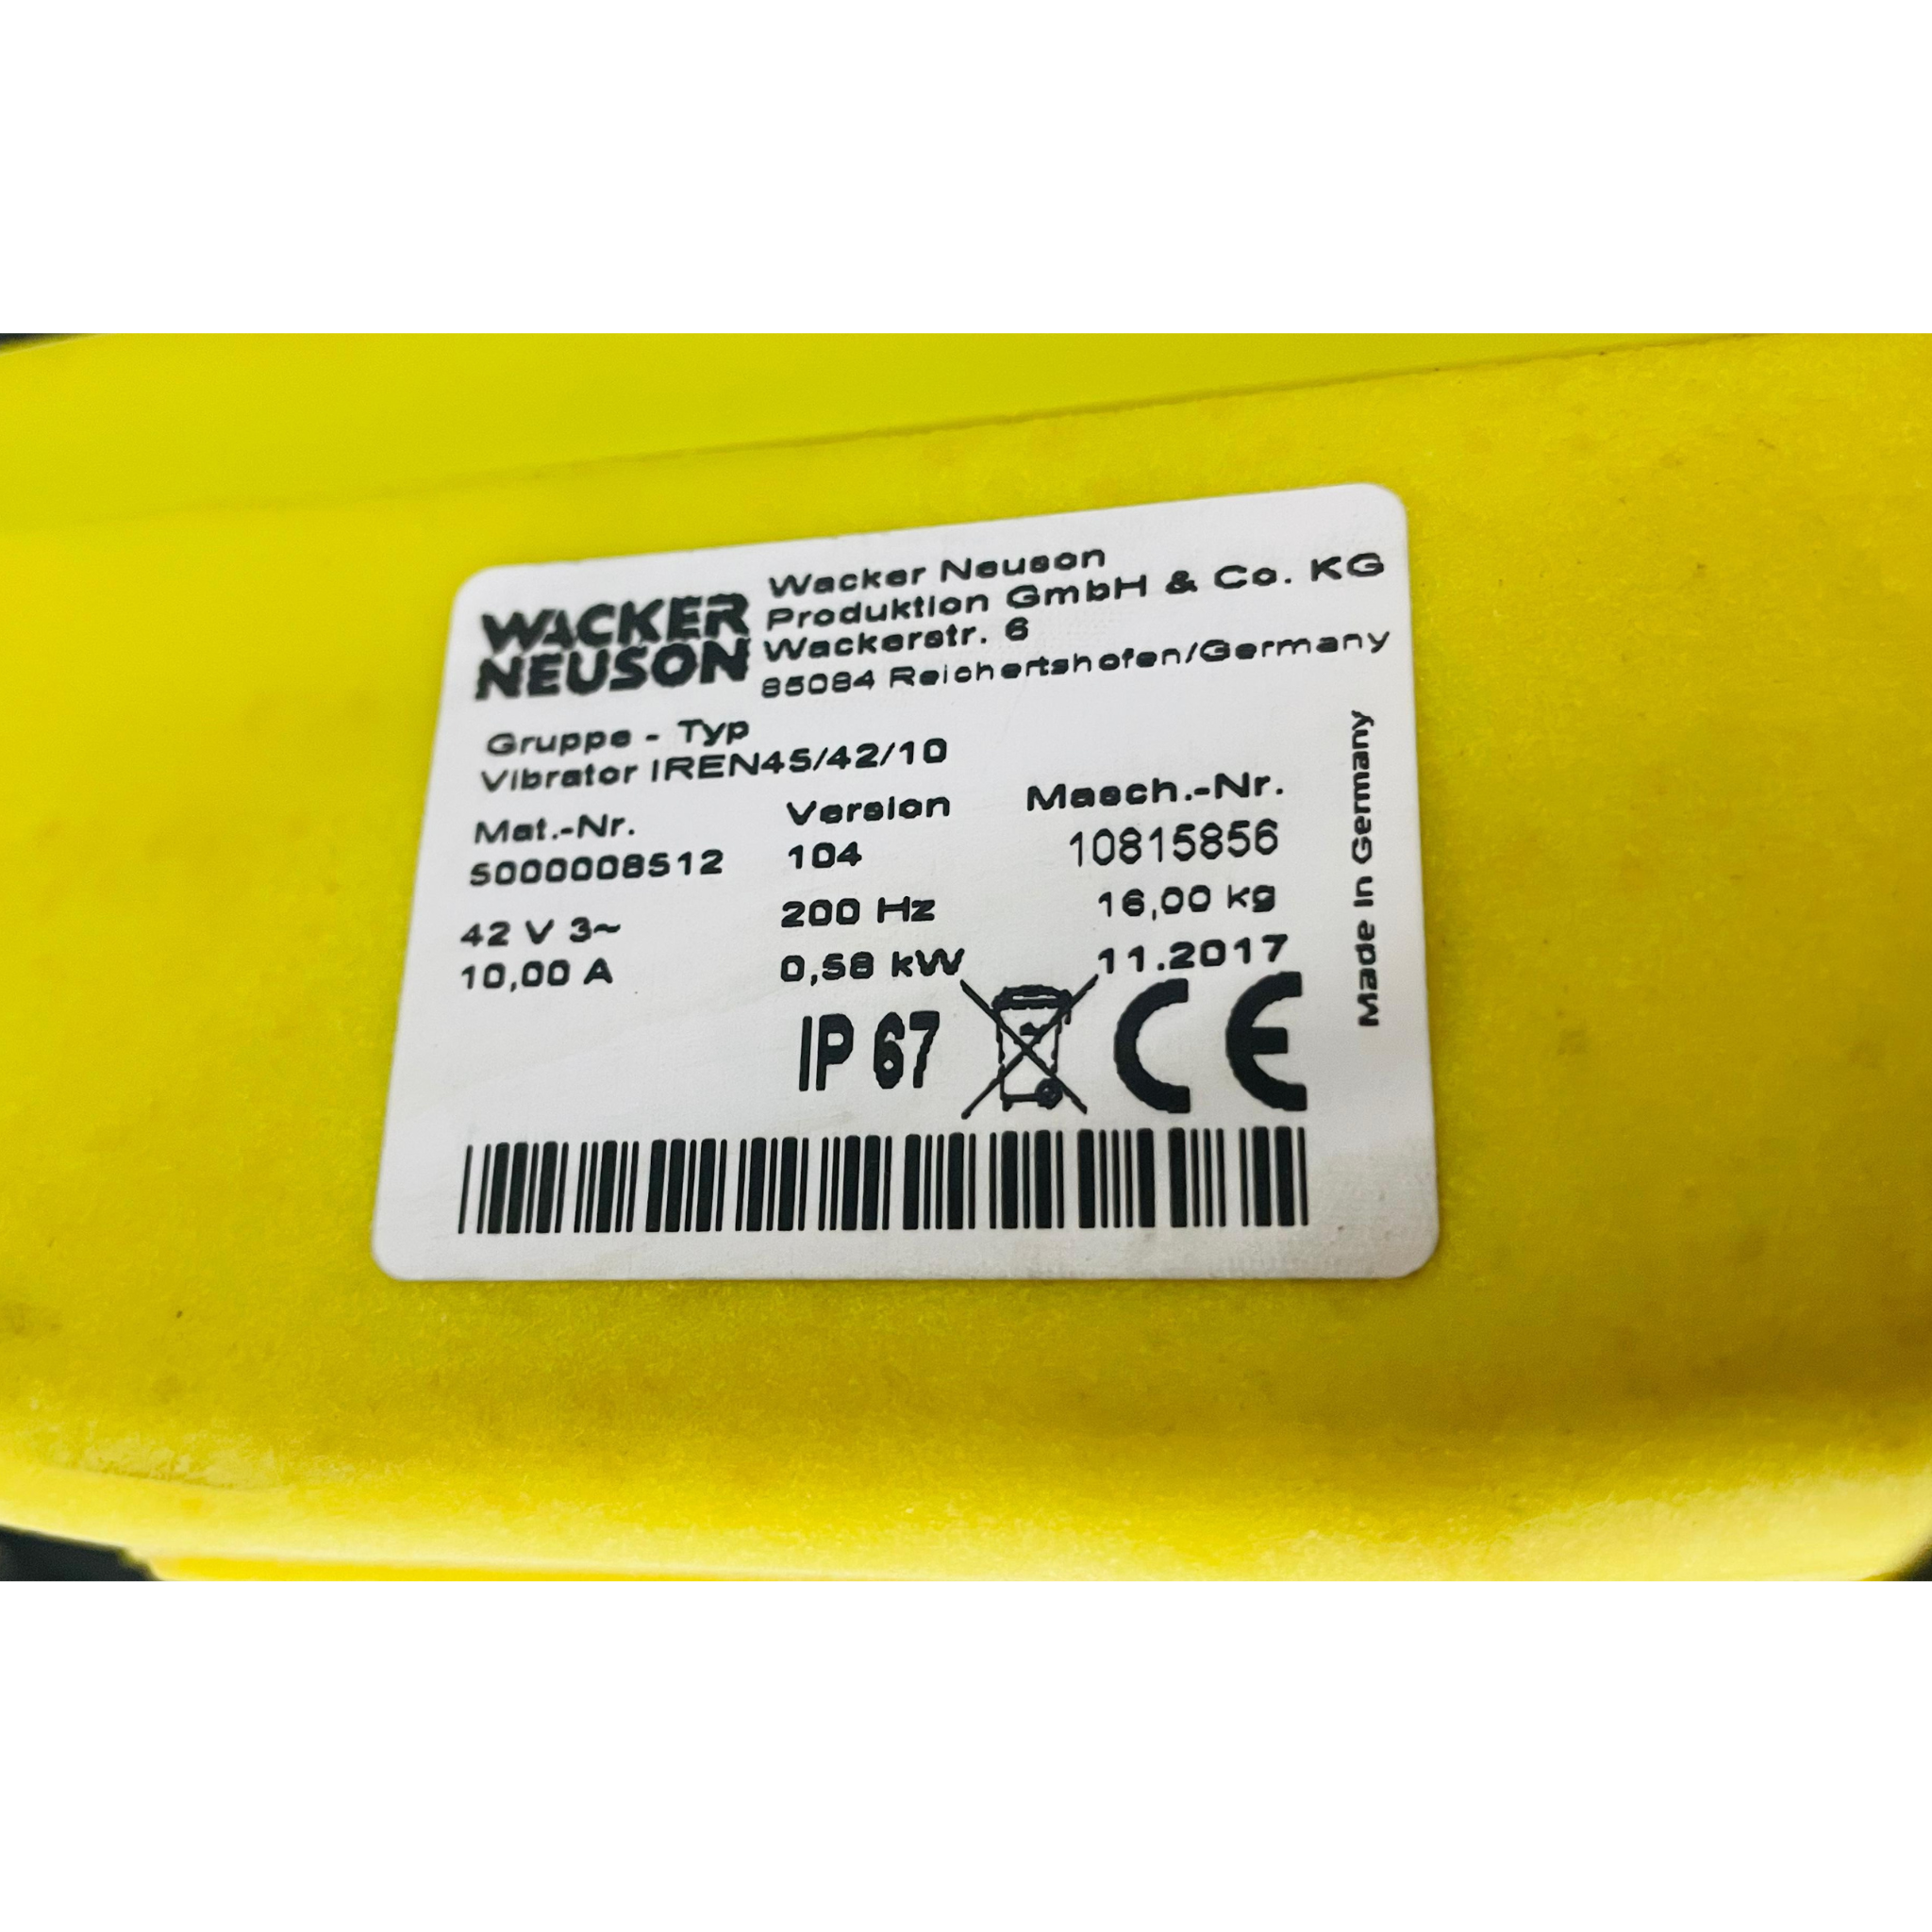 WACKER
NEUSON
Wacker Neuson
Produktion GmbH & Co. KG
Wackerstr. 6
85084 Reichertshofen/Germany
Gruppe - Typ
Vibrator IREN45/42/10
Mat.-Nr. Version Masch.-Nr.
5000008512 104 10815856
42 V 3~ 200 Hz 16,00 kg
10,00 A 0,58 kW 11.2017
IP 67 CE
Made In Germany